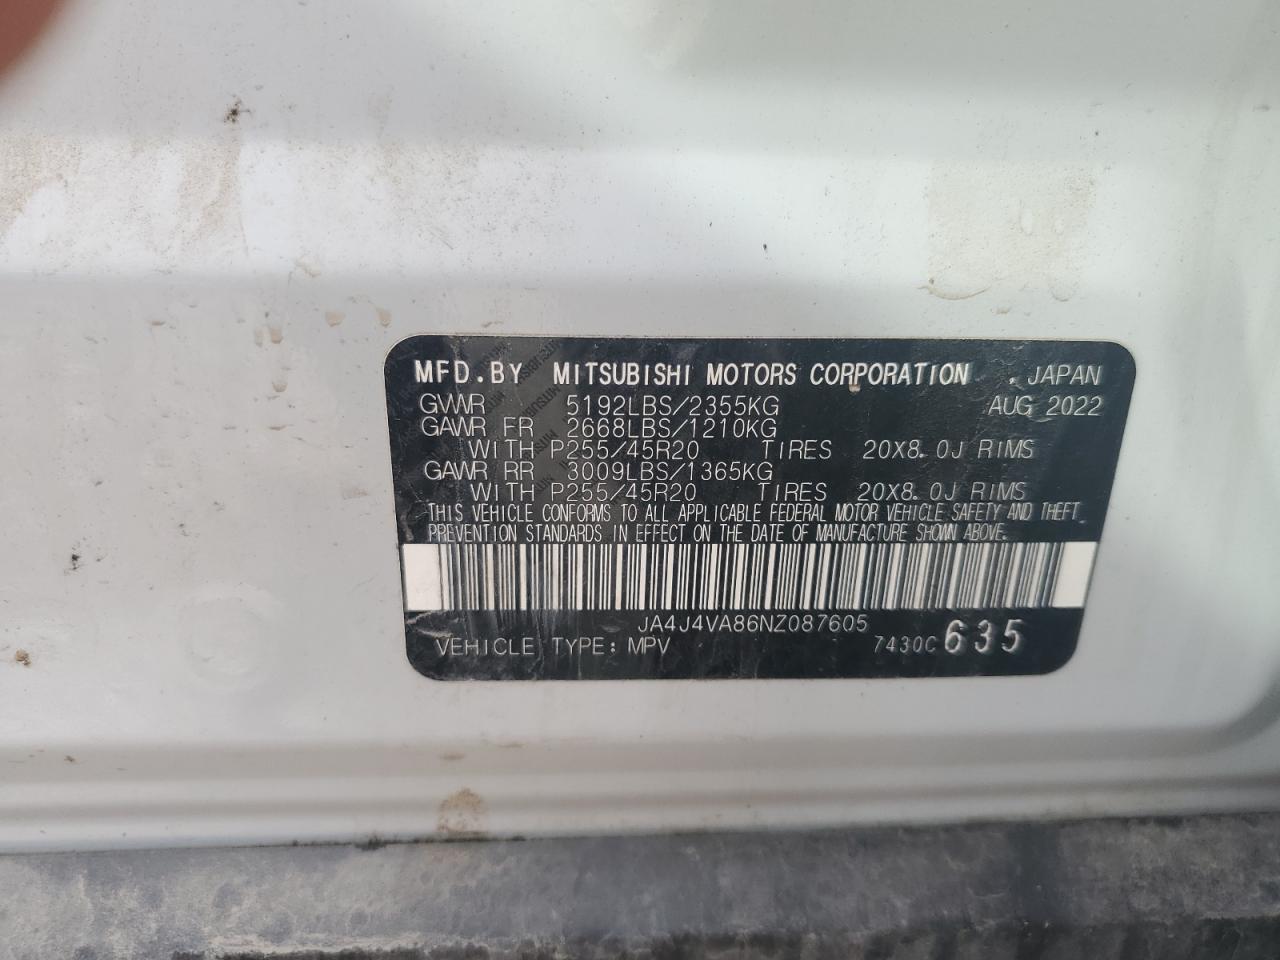 MFD.BY MITSUBISHI MOTORS CORPORATION . JAPAN
GVWR 5192LBS/2355KG AUG 2022
GAWR FR 2668LBS/1210KG
WITH P255/45R20 TIRES 20X8.0J RIMS
GAWR RR 3009LBS/1365KG
WITH P255/45R20 TIRES 20X8.0J RIMS
THIS VEHICLE CONFORMS TO ALL APPLICABLE FEDERAL MOTOR VEHICLE SAFETY AND THEFT
PREVENTION STANDARDS IN EFFECT ON THE DATE OF MANUFACTURE SHOWN ABOVE.
JA4J4VA86NZ087605
VEHICLE TYPE: MPV 7430C 635